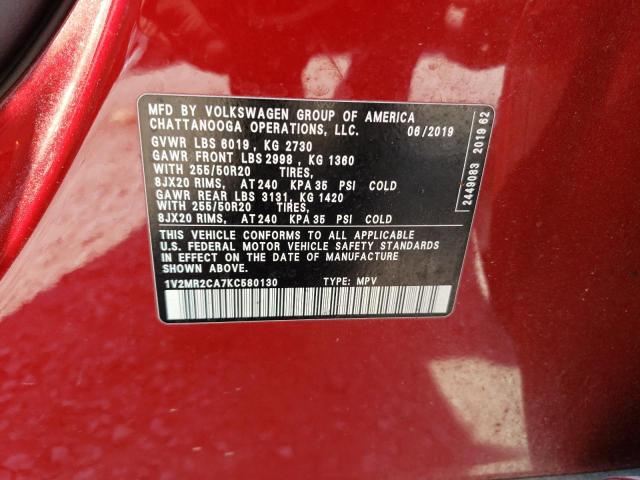 MFD BY VOLKSWAGEN GROUP OF AMERICA
CHATTANOOGA OPERATIONS, LLC. 06/2019
GVWR LBS 6019 , KG 2730
GAWR FRONT LBS 2998 , KG 1360
WITH 255/50R20 TIRES,
8JX20 RIMS, AT 240 KPA 35 PSI COLD
GAWR REAR LBS 3131, KG 1420
WITH 255/50R20 TIRES,
8JX20 RIMS, AT 240 KPA 35 PSI COLD
THIS VEHICLE CONFORMS TO ALL APPLICABLE
U.S. FEDERAL MOTOR VEHICLE SAFETY STANDARDS
IN EFFECT ON THE DATE OF MANUFACTURE
SHOWN ABOVE.
1V2MR2CA7KC580130 TYPE: MPV
2449083 2019 62